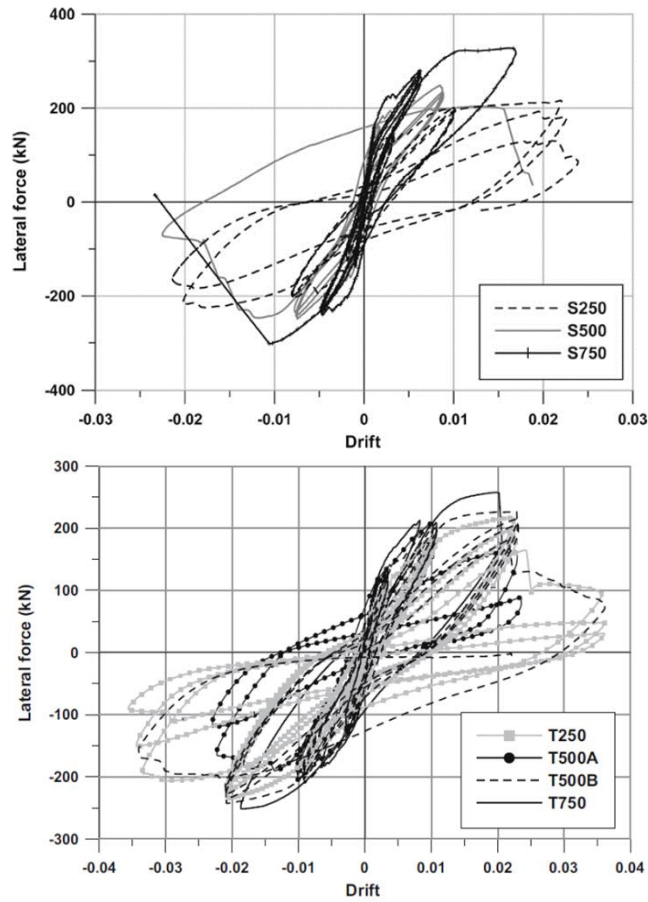 400
200
0
-200
-400
Lateral force (kN)
-0.03 -0.02 -0.01 0 0.01 0.02 0.03
Drift
S250
S500
S750
300
200
100
0
-100
-200
-300
Lateral force (kN)
-0.04 -0.03 -0.02 -0.01 0 0.01 0.02 0.03 0.04
Drift
T250
T500A
T500B
T750